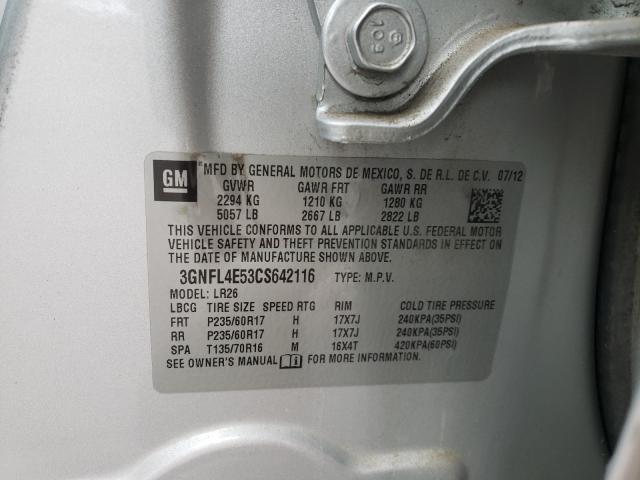 109
GM
MFD BY GENERAL MOTORS DE MEXICO, S. DE R.L. DE C.V. 07/12
GVWR GAWR FRT GAWR RR
2294 KG 1210 KG 1280 KG
5057 LB 2667 LB 2822 LB
THIS VEHICLE CONFORMS TO ALL APPLICABLE U.S. FEDERAL MOTOR
VEHICLE SAFETY AND THEFT PREVENTION STANDARDS IN EFFECT ON
THE DATE OF MANUFACTURE SHOWN ABOVE.
3GNFL4E53CS642116 TYPE: M.P.V.
MODEL: LR26
LBCG TIRE SIZE SPEED RTG RIM COLD TIRE PRESSURE
FRT P235/60R17 H 17X7J 240KPA(35PSI)
RR P235/60R17 H 17X7J 240KPA(35PSI)
SPA T135/70R16 M 16X4T 420KPA(60PSI)
SEE OWNER'S MANUAL FOR MORE INFORMATION.